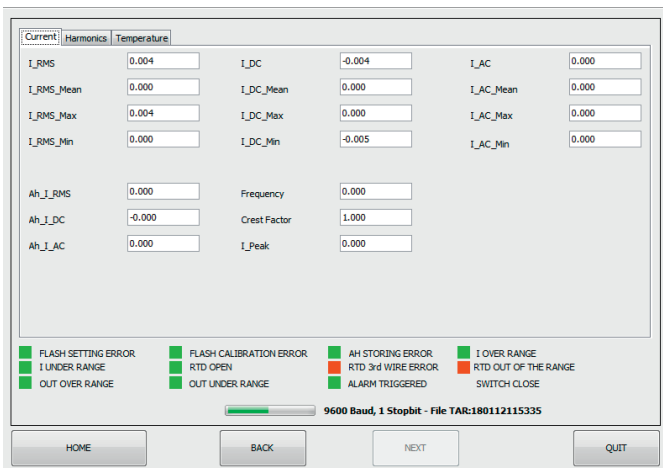 Current Harmonics Temperature
I_RMS 0.004 I_DC -0.004 I_AC 0.000
I_RMS_Mean 0.000 I_DC_Mean 0.000 I_AC_Mean 0.000
I_RMS_Max 0.004 I_DC_Max 0.000 I_AC_Max 0.000
I_RMS_Min 0.000 I_DC_Min -0.005 I_AC_Min 0.000
Ah_I_RMS 0.000 Frequency 0.000
Ah_I_DC -0.000 Crest Factor 1.000
Ah_I_AC 0.000 I_Peak 0.000
FLASH SETTING ERROR FLASH CALIBRATION ERROR AH STORING ERROR I OVER RANGE
I UNDER RANGE RTD OPEN RTD 3rd WIRE ERROR RTD OUT OF THE RANGE
OUT OVER RANGE OUT UNDER RANGE ALARM TRIGGERED SWITCH CLOSE
9600 Baud, 1 Stopbit - File TAR:180112115335
HOME BACK NEXT QUIT